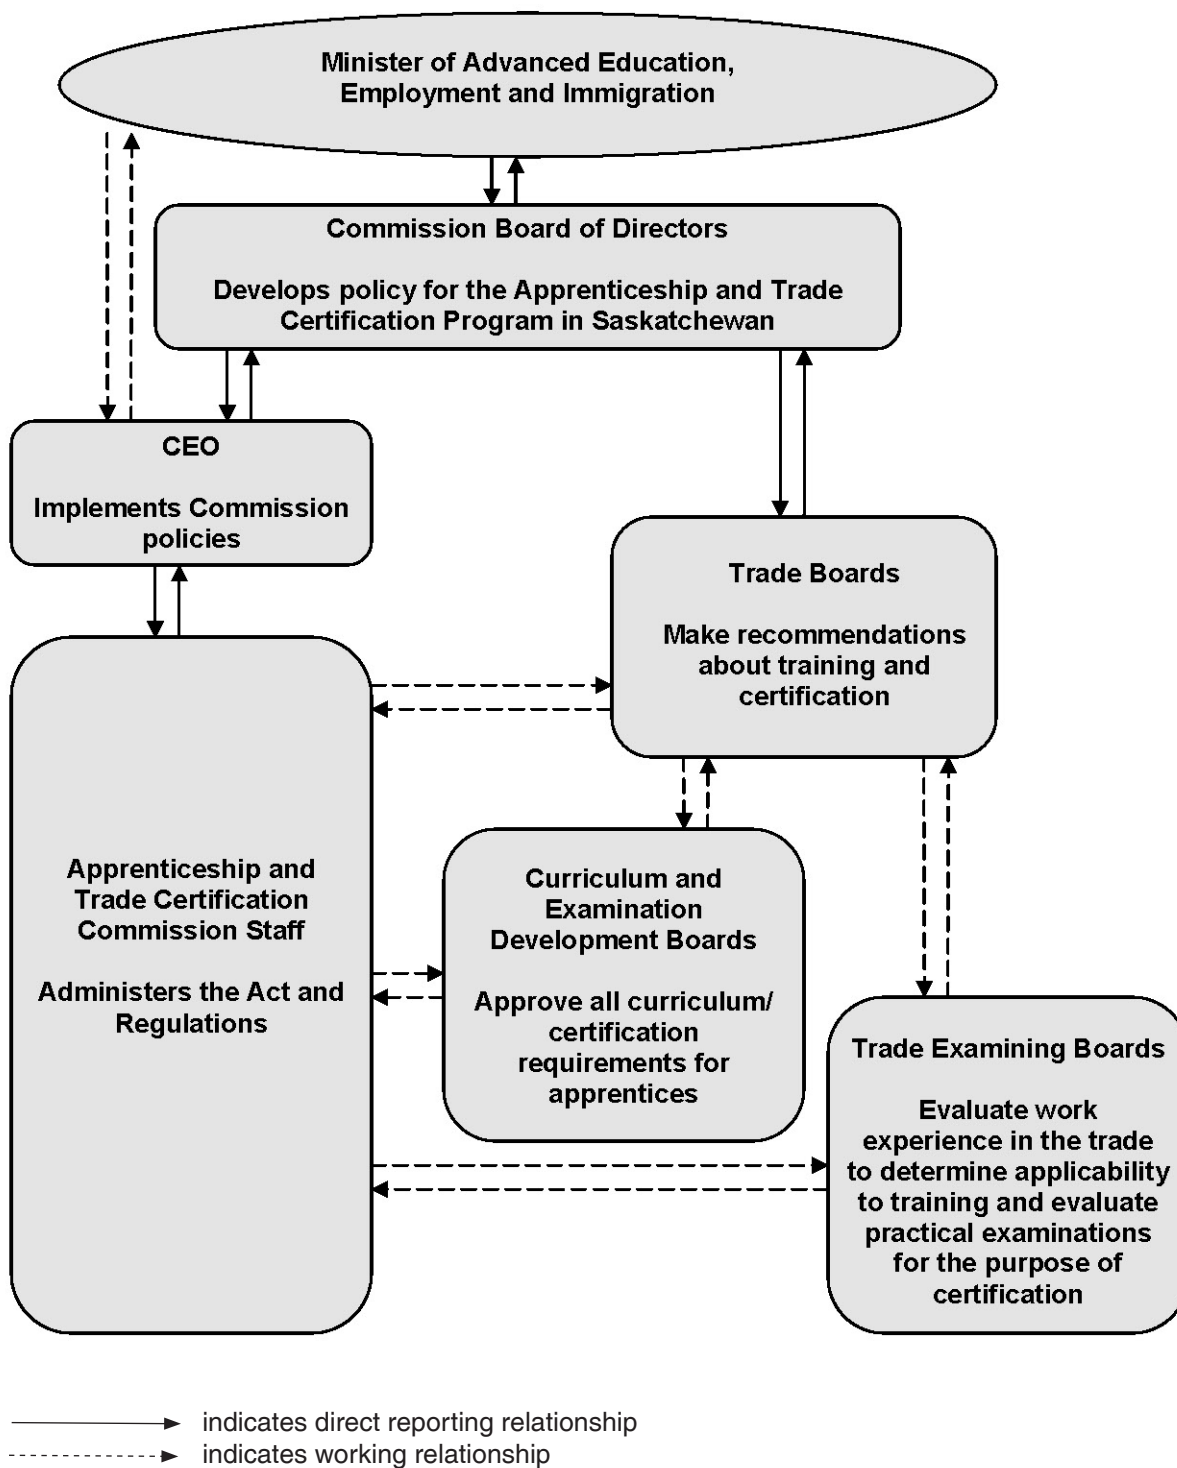 Minister of Advanced Education,
Employment and Immigration
Commission Board of Directors
Develops policy for the Apprenticeship and Trade
Certification Program in Saskatchewan
CEO
Implements Commission
policies
Trade Boards
Make recommendations
about training and
certification
Apprenticeship and
Trade Certification
Commission Staff
Administers the Act and
Regulations
Curriculum and
Examination
Development Boards
Approve all curriculum/
certification
requirements for
apprentices
Trade Examining Boards
Evaluate work
experience in the trade
to determine applicability
to training and evaluate
practical examinations
for the purpose of
certification
indicates direct reporting relationship
indicates working relationship